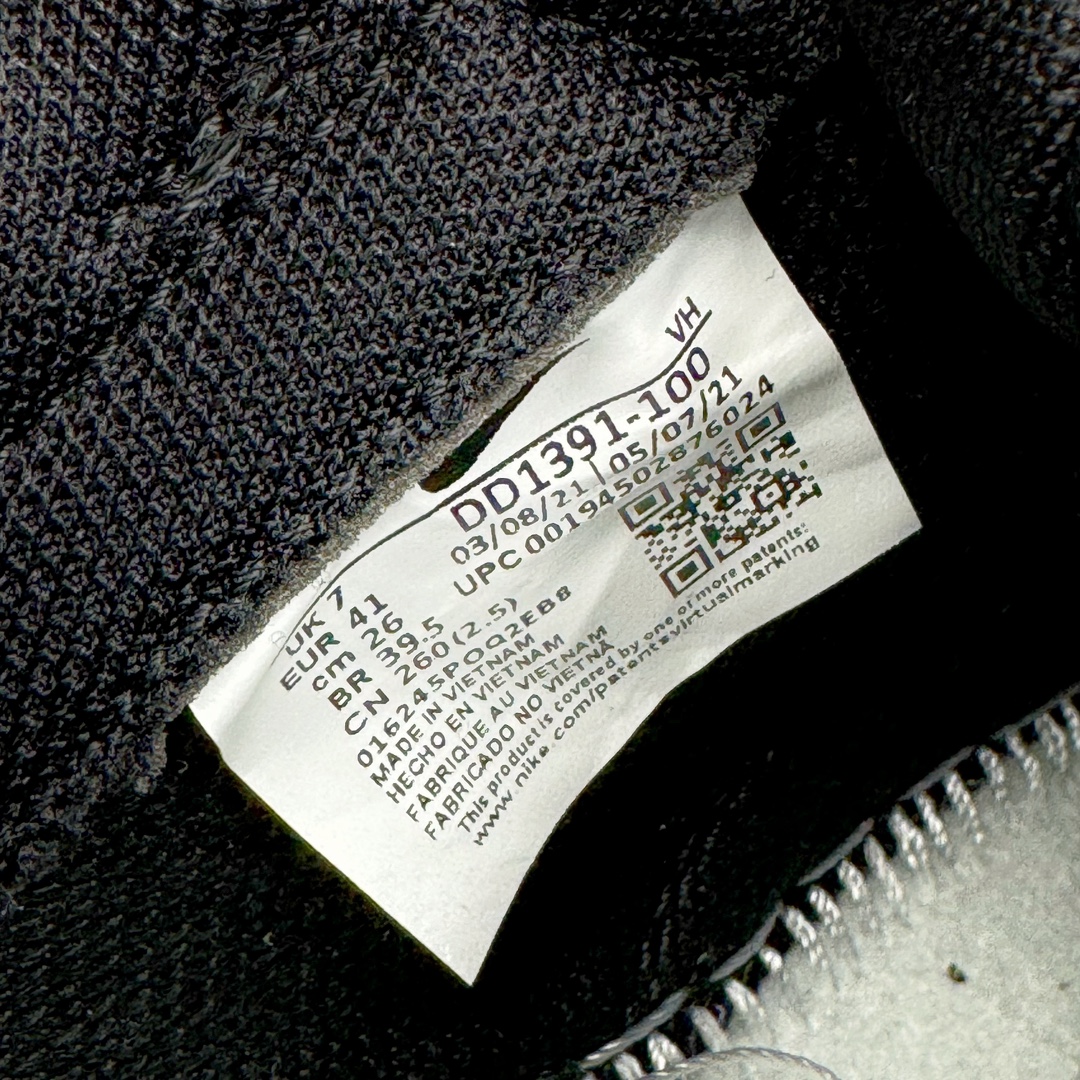 VH
DD1391-100
03/08/21 | 05/07/21
UPC 00194502876024
UK 7
EUR 41
cm 26
BR 39.5
CN 260(2.5)
016245POQ2EB8
MADE IN VIETNAM
HECHO EN VIETNAM
FABRIQUE AU VIETNAM
FABRICADO NO VIETNÃ
This product is covered by one or more patents:
www.nike.com/patentsvirtualmarking